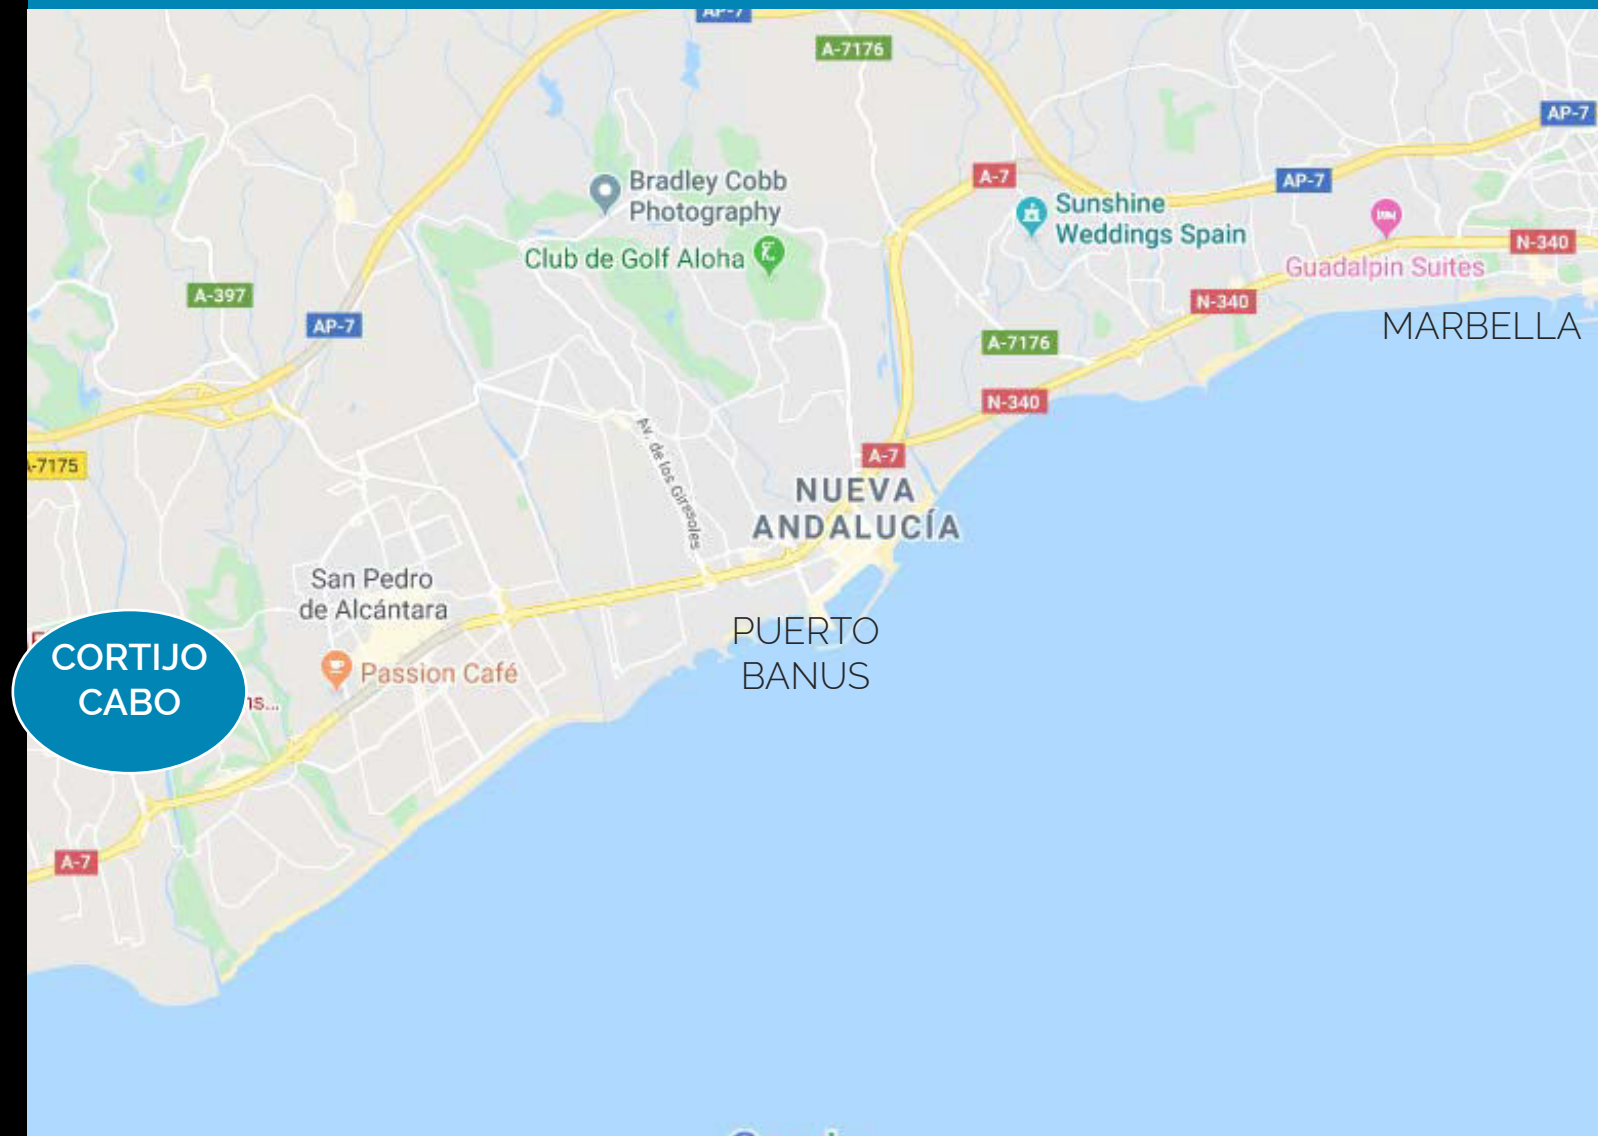 AP-7
A-7176
AP-7
A-7
AP-7
Bradley Cobb
Photography
Sunshine
Weddings Spain
Club de Golf Aloha
N-340
Guadalpin Suites
A-397
N-340
AP-7
MARBELLA
A-7176
N-340
Av. de los Girasoles
A-7
-7175
NUEVA
ANDALUCÍA
San Pedro
de Alcántara
PUERTO
BANUS
CORTIJO
CABO
Passion Café
ns...
A-7